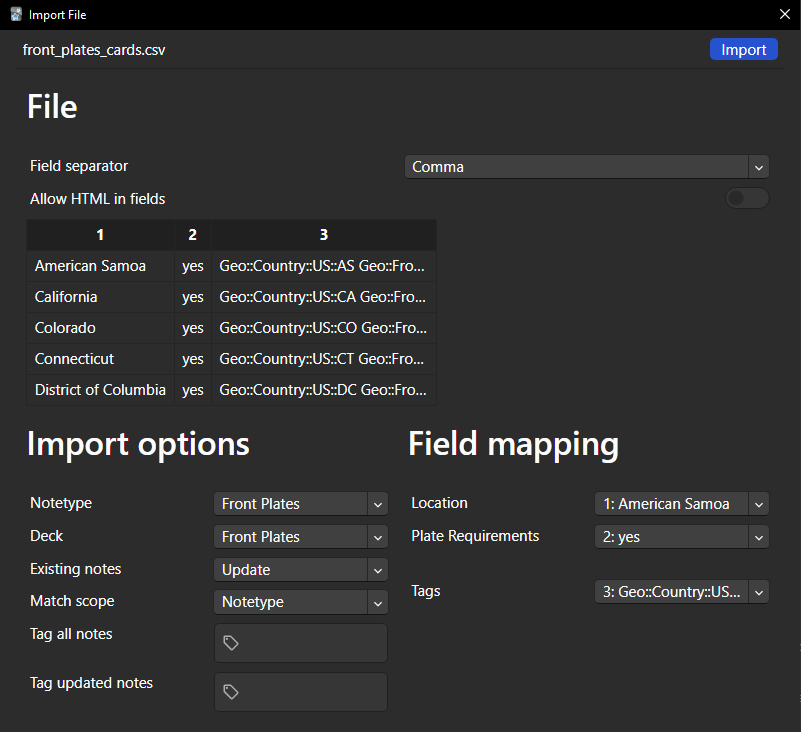 Import File
front_plates_cards.csv
Import
File
Field separator
Comma
Allow HTML in fields
1 2 3
American Samoa yes Geo::Country::US::AS Geo::Fro...
California yes Geo::Country::US::CA Geo::Fro...
Colorado yes Geo::Country::US::CO Geo::Fro...
Connecticut yes Geo::Country::US::CT Geo::Fro...
District of Columbia yes Geo::Country::US::DC Geo::Fro...
Import options
Notetype Front Plates
Deck Front Plates
Existing notes Update
Match scope Notetype
Tag all notes
Tag updated notes
Field mapping
Location 1: American Samoa
Plate Requirements 2: yes
Tags 3: Geo::Country::US...